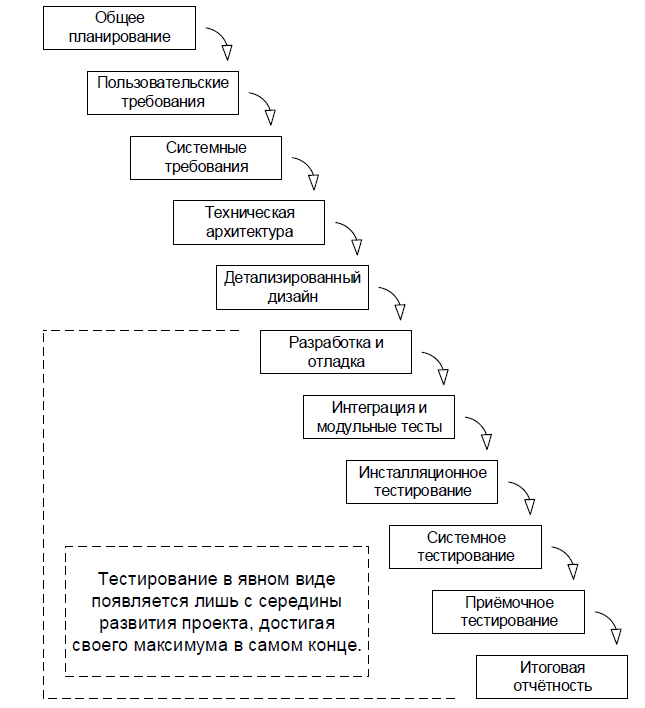 Общее
планирование
Пользовательские
требования
Системные
требования
Техническая
архитектура
Детализированный
дизайн
Разработка и
отладка
Интеграция и
модульные тесты
Инсталляционное
тестирование
Системное
тестирование
Приёмочное
тестирование
Итоговая
отчётность
Тестирование в явном виде
появляется лишь с середины
развития проекта, достигая
своего максимума в самом конце.